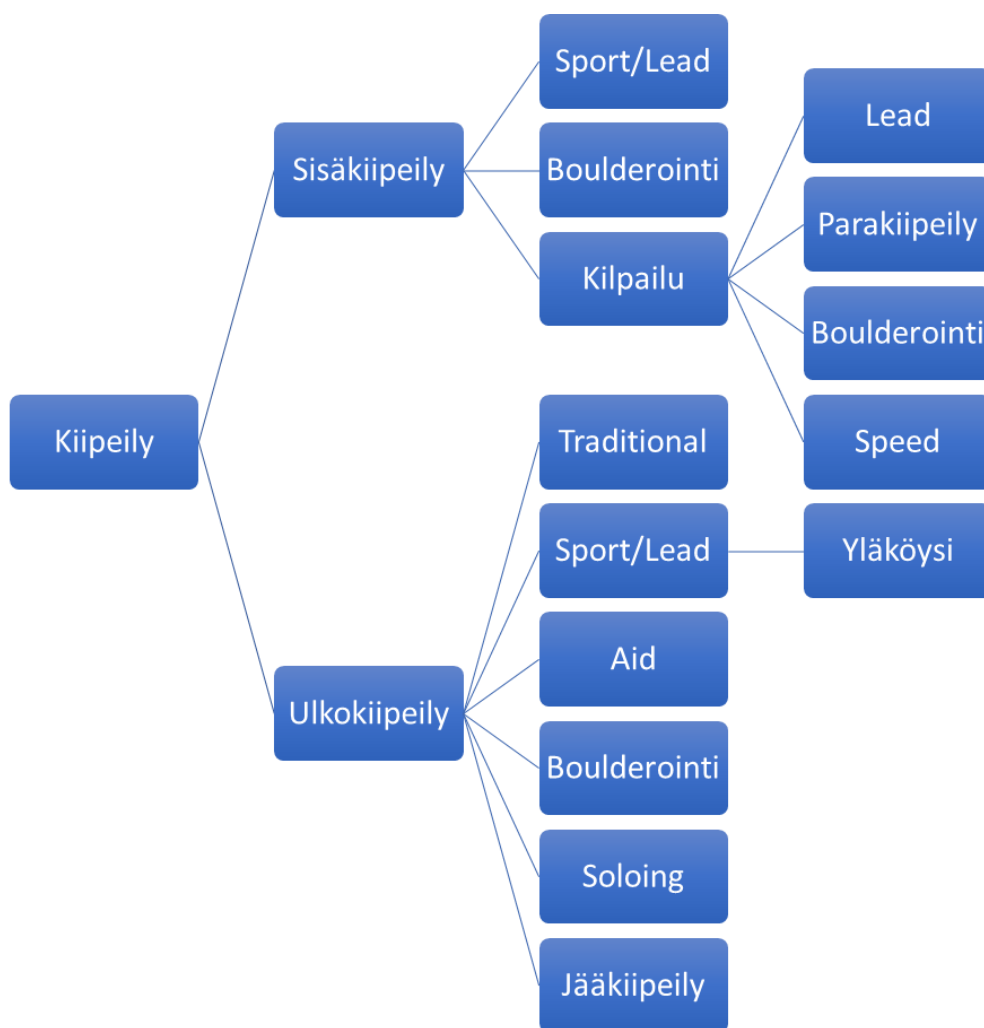 Kiipeily
Sisäkiipeily
Sport/Lead
Boulderointi
Kilpailu
Lead
Parakiipeily
Boulderointi
Speed
Ulkokiipeily
Traditional
Sport/Lead
Yläköysi
Aid
Boulderointi
Soloing
Jääkiipeily